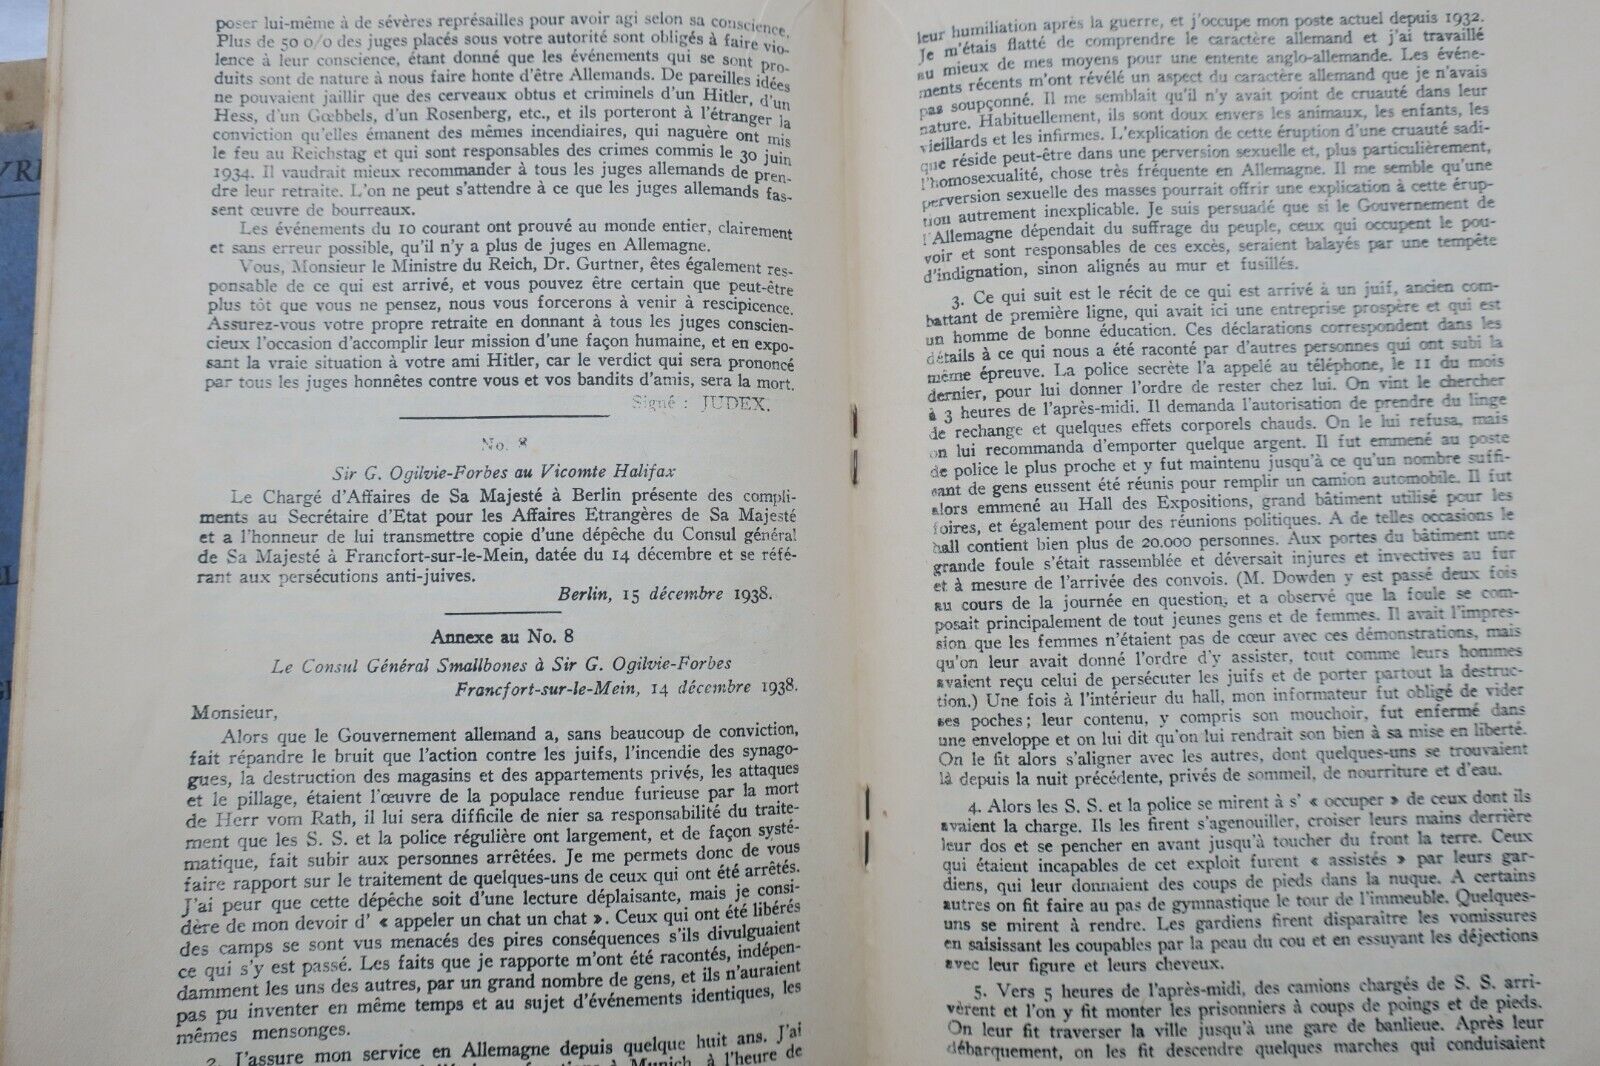 poser lui-même à de sévères représailles pour avoir agi selon sa conscience.
Plus de 50 o/o des juges placés sous votre autorité sont obligés à faire vio-
lence à leur conscience, étant donné que les événements qui se sont pro-
duits sont de nature à nous faire honte d'être Allemands. De pareilles idées
ne pouvaient jaillir que des cerveaux obtus et criminels d'un Hitler, d'un
Hess, d'un Gœbbels, d'un Rosenberg, etc., et ils porteront à l'étranger la
conviction qu'elles émanent des mêmes incendiaires, qui naguère ont mis
le feu au Reichstag et qui sont responsables des crimes commis le 30 juin
1934. Il vaudrait mieux recommander à tous les juges allemands de pren-
dre leur retraite. L'on ne peut s'attendre à ce que les juges allemands fas-
sent œuvre de bourreaux.
Les événements du 10 courant ont prouvé au monde entier, clairement
et sans erreur possible, qu'il n'y a plus de juges en Allemagne.
Vous, Monsieur le Ministre du Reich, Dr. Gurtner, êtes également res-
ponsable de ce qui est arrivé, et vous pouvez être certain que peut-être
plus tôt que vous ne pensez, nous vous forcerons à venir à rescipicence.
Assurez-vous votre propre retraite en donnant à tous les juges conscien-
cieux l'occasion d'accomplir leur mission d'une façon humaine, et en expo-
sant la vraie situation à votre ami Hitler, car le verdict qui sera prononcé
par tous les juges honnêtes contre vous et vos bandits d'amis, sera la mort.
Signé : JUDEX.
No. 8
Sir G. Ogilvie-Forbes au Vicomte Halifax
Le Chargé d'Affaires de Sa Majesté à Berlin présente des compli-
ments au Secrétaire d'Etat pour les Affaires Etrangères de Sa Majesté
et a l'honneur de lui transmettre copie d'une dépêche du Consul général
de Sa Majesté à Francfort-sur-le-Mein, datée du 14 décembre et se réfé-
rant aux persécutions anti-juives.
Berlin, 15 décembre 1938.
Annexe au No. 8
Le Consul Général Smallbones à Sir G. Ogilvie-Forbes
Francfort-sur-le-Mein, 14 décembre 1938.
Monsieur,
Alors que le Gouvernement allemand a, sans beaucoup de conviction,
fait répandre le bruit que l'action contre les juifs, l'incendie des synago-
gues, la destruction des magasins et des appartements privés, les attaques
et le pillage, étaient l'œuvre de la populace rendue furieuse par la mort
de Herr vom Rath, il lui sera difficile de nier sa responsabilité du traite-
ment que les S. S. et la police régulière ont largement, et de façon systé-
matique, fait subir aux personnes arrêtées. Je me permets donc de vous
faire rapport sur le traitement de quelques-uns de ceux qui ont été arrêtés.
J'ai peur que cette dépêche soit d'une lecture déplaisante, mais je consi-
dère de mon devoir d' « appeler un chat un chat ». Ceux qui ont été libérés
des camps se sont vus menacés des pires conséquences s'ils divulguaient
ce qui s'y est passé. Les faits que je rapporte m'ont été racontés, indépen-
damment les uns des autres, par un grand nombre de gens, et ils n'auraient
pas pu inventer en même temps et au sujet d'événements identiques, les
mêmes mensonges.
2. J'assure mon service en Allemagne depuis quelque huit ans. J'ai
à Munich, à l'heure de
leur humiliation après la guerre, et j'occupe mon poste actuel depuis 1932.
Je m'étais flatté de comprendre le caractère allemand et j'ai travaillé
au mieux de mes moyens pour une entente anglo-allemande. Les événe-
ments récents m'ont révélé un aspect du caractère allemand que je n'avais
pas soupçonné. Il me semblait qu'il n'y avait point de cruauté dans leur
nature. Habituellement, ils sont doux envers les animaux, les enfants, les
vieillards et les infirmes. L'explication de cette éruption d'une cruauté sadi-
que réside peut-être dans une perversion sexuelle et, plus particulièrement,
l'homosexualité, chose très fréquente en Allemagne. Il me semble qu'une
perversion sexuelle des masses pourrait offrir une explication à cette érup-
tion autrement inexplicable. Je suis persuadé que si le Gouvernement de
l'Allemagne dépendait du suffrage du peuple, ceux qui occupent le pou-
voir et sont responsables de ces excès, seraient balayés par une tempête
d'indignation, sinon alignés au mur et fusillés.
3. Ce qui suit est le récit de ce qui est arrivé à un juif, ancien com-
battant de première ligne, qui avait ici une entreprise prospère et qui est
un homme de bonne éducation. Ces déclarations correspondent dans les
détails à ce qui nous a été raconté par d'autres personnes qui ont subi la
même épreuve. La police secrète l'a appelé au téléphone, le 11 du mois
dernier, pour lui donner l'ordre de rester chez lui. On vint le chercher
à 3 heures de l'après-midi. Il demanda l'autorisation de prendre du linge
de rechange et quelques effets corporels chauds. On le lui refusa, mais
on lui recommanda d'emporter quelque argent. Il fut emmené au poste
de police le plus proche et y fut maintenu jusqu'à ce qu'un nombre suffi-
sant de gens eussent été réunis pour remplir un camion automobile. Il fut
alors emmené au Hall des Expositions, grand bâtiment utilisé pour les
foires, et également pour des réunions politiques. A de telles occasions le
hall contient bien plus de 20.000 personnes. Aux portes du bâtiment une
grande foule s'était rassemblée et déversait injures et invectives au fur
et à mesure de l'arrivée des convois. (M. Dowden y est passé deux fois
au cours de la journée en question, et a observé que la foule se com-
posait principalement de tout jeunes gens et de femmes. Il avait l'impres-
sion que les femmes n'étaient pas de cœur avec ces démonstrations, mais
qu'on leur avait donné l'ordre d'y assister, tout comme leurs hommes
avaient reçu celui de persécuter les juifs et de porter partout la destruc-
tion.) Une fois à l'intérieur du hall, mon informateur fut obligé de vider
ses poches ; leur contenu, y compris son mouchoir, fut enfermé dans
une enveloppe et on lui dit qu'on lui rendrait son bien à sa mise en liberté.
On le fit alors s'aligner avec les autres, dont quelques-uns se trouvaient
là depuis la nuit précédente, privés de sommeil, de nourriture et d'eau.
4. Alors les S. S. et la police se mirent à s' « occuper » de ceux dont ils
avaient la charge. Ils les firent s'agenouiller, croiser leurs mains derrière
leur dos et se pencher en avant jusqu'à toucher du front la terre. Ceux
qui étaient incapables de cet exploit furent « assistés » par leurs gar-
diens, qui leur donnaient des coups de pieds dans la nuque. A certains
autres on fit faire au pas de gymnastique le tour de l'immeuble. Quelques-
uns se mirent à rendre. Les gardiens firent disparaitre les vomissures
en saisissant les coupables par la peau du cou et en essuyant les déjections
avec leur figure et leurs cheveux.
5. Vers 5 heures de l'après-midi, des camions chargés de S. S. arri-
vèrent et l'on y fit monter les prisonniers à coups de poings et de pieds.
On leur fit traverser la ville jusqu'à une gare de banlieue. Après leur
débarquement, on les fit descendre quelques marches qui conduisaient